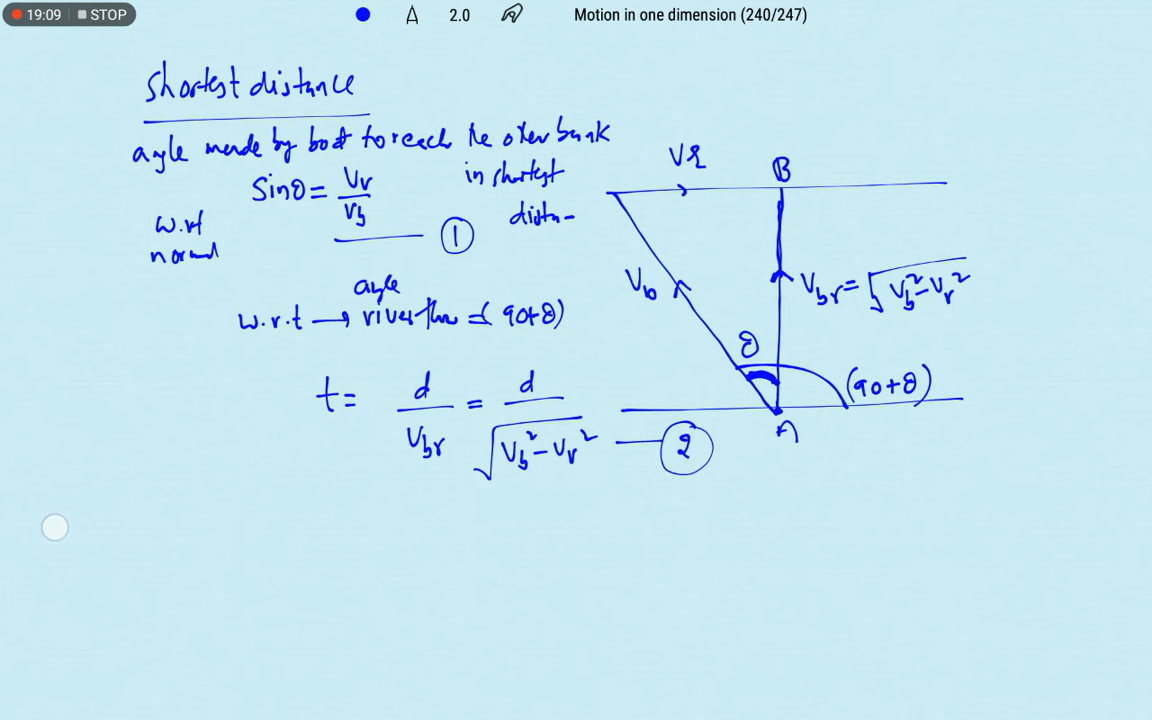 19:09 STOP 2.0 Motion in one dimension (240/247)
Shortest distance
angle made by boat to reach the other bank
in shortest
distn-
Sinθ = Vr/Vb
w.r.t
normal
①
angle
w.r.t → river flow = (90+θ)
t = d/Vbr = d/√(Vb²-Vr²)
②
VR
B
Vb
Vbr = √(Vb²-Vr²)
θ
(90+θ)
A